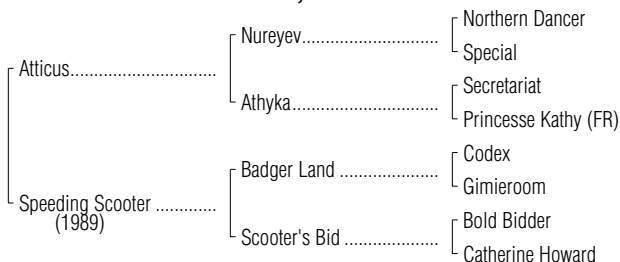 Northern Dancer
Nureyev
Special
Atticus
Secretariat
Athyka
Princesse Kathy (FR)
Codex
Badger Land
Gimieroom
Speeding Scooter
(1989)
Bold Bidder
Scooter's Bid
Catherine Howard